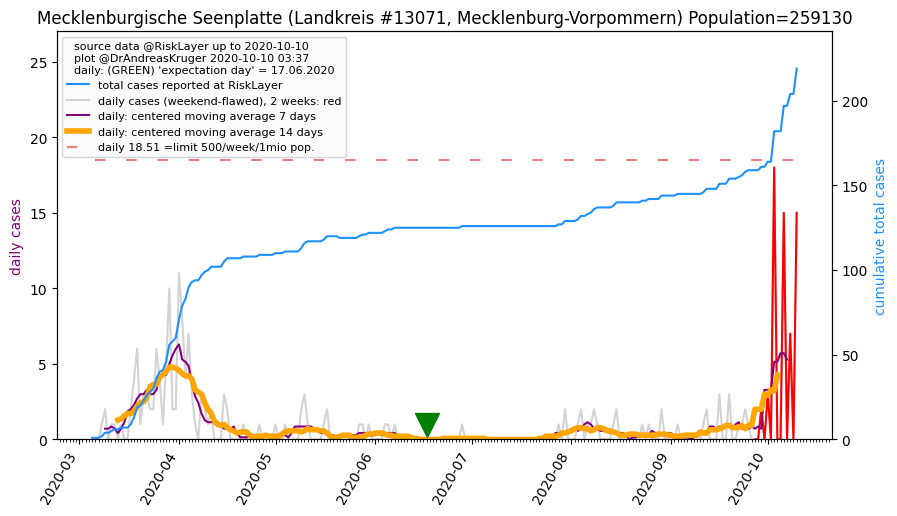 Mecklenburgische Seenplatte (Landkreis #13071, Mecklenburg-Vorpommern) Population=259130
source data @RiskLayer up to 2020-10-10
plot @DrAndreasKruger 2020-10-10 03:37
daily: (GREEN) 'expectation day' = 17.06.2020
total cases reported at RiskLayer
daily cases (weekend-flawed), 2 weeks: red
daily: centered moving average 7 days
daily: centered moving average 14 days
daily 18.51 =limit 500/week/1mio pop.
daily cases
25
20
15
10
5
0
cumulative total cases
200
150
100
50
0
2020-03
2020-04
2020-05
2020-06
2020-07
2020-08
2020-09
2020-10